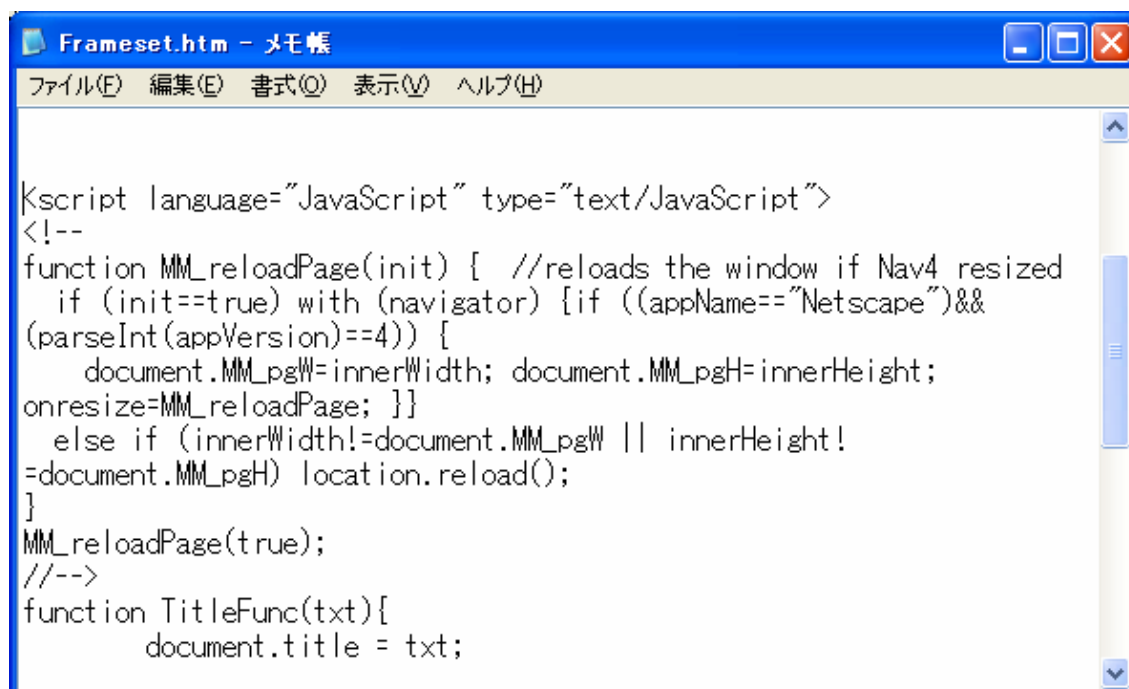 Frameset.htm - メモ帳
ファイル(F) 編集(E) 書式(O) 表示(V) ヘルプ(H)
<script language="JavaScript" type="text/JavaScript">
<!--
function MM_reloadPage(init) {  //reloads the window if Nav4 resized
  if (init==true) with (navigator) {if ((appName=="Netscape")&&
(parseInt(appVersion)==4)) {
    document.MM_pgW=innerWidth; document.MM_pgH=innerHeight;
onresize=MM_reloadPage; }}
  else if (innerWidth!=document.MM_pgW || innerHeight!
=document.MM_pgH) location.reload();
}
MM_reloadPage(true);
//-->
function TitleFunc(txt){
        document.title = txt;